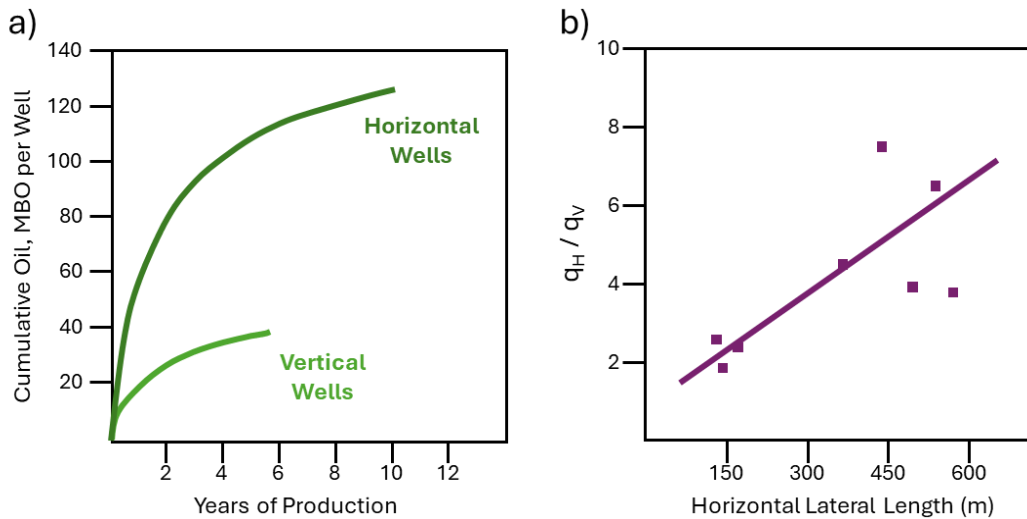 a)
Cumulative Oil, MBO per Well
140
120
100
80
60
40
20
Horizontal
Wells
Vertical
Wells
2 4 6 8 10 12
Years of Production
b)
qH / qV
10
8
6
4
2
150 300 450 600
Horizontal Lateral Length (m)